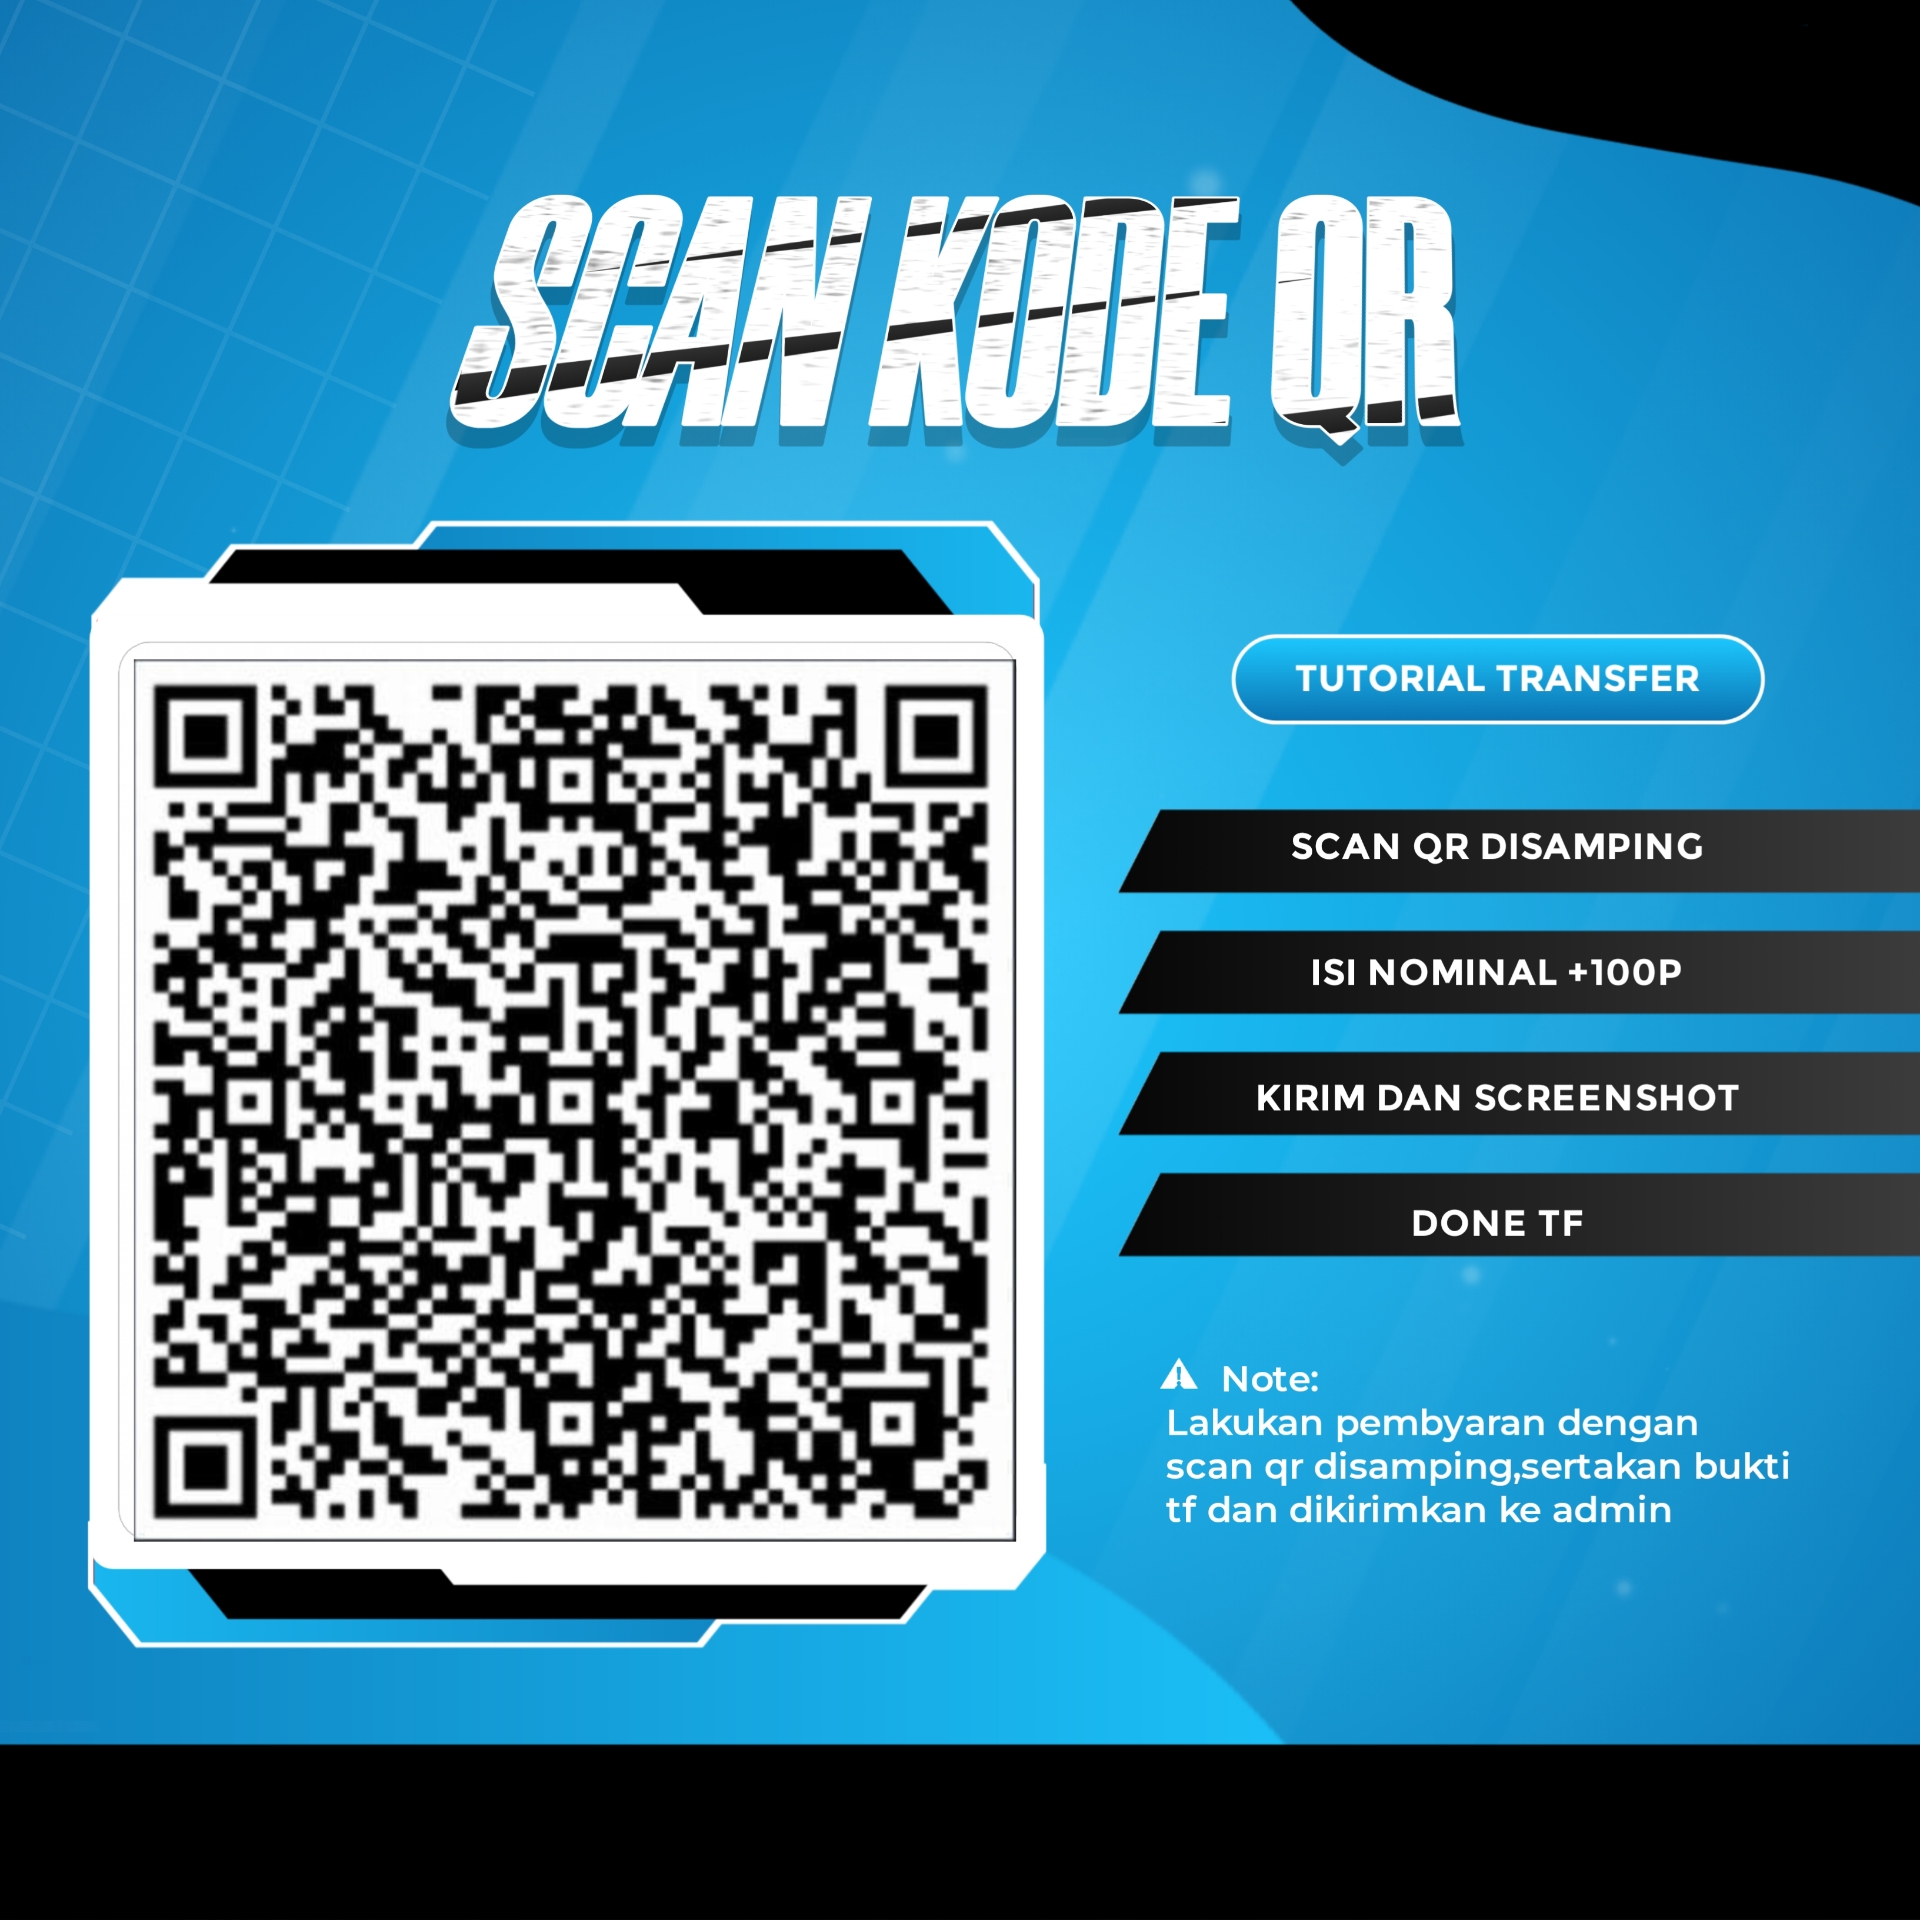 SCAN KODE QR
TUTORIAL TRANSFER
SCAN QR DISAMPING
ISI NOMINAL +100P
KIRIM DAN SCREENSHOT
DONE TF
Note:
Lakukan pembyaran dengan
scan qr disamping,sertakan bukti
tf dan dikirimkan ke admin